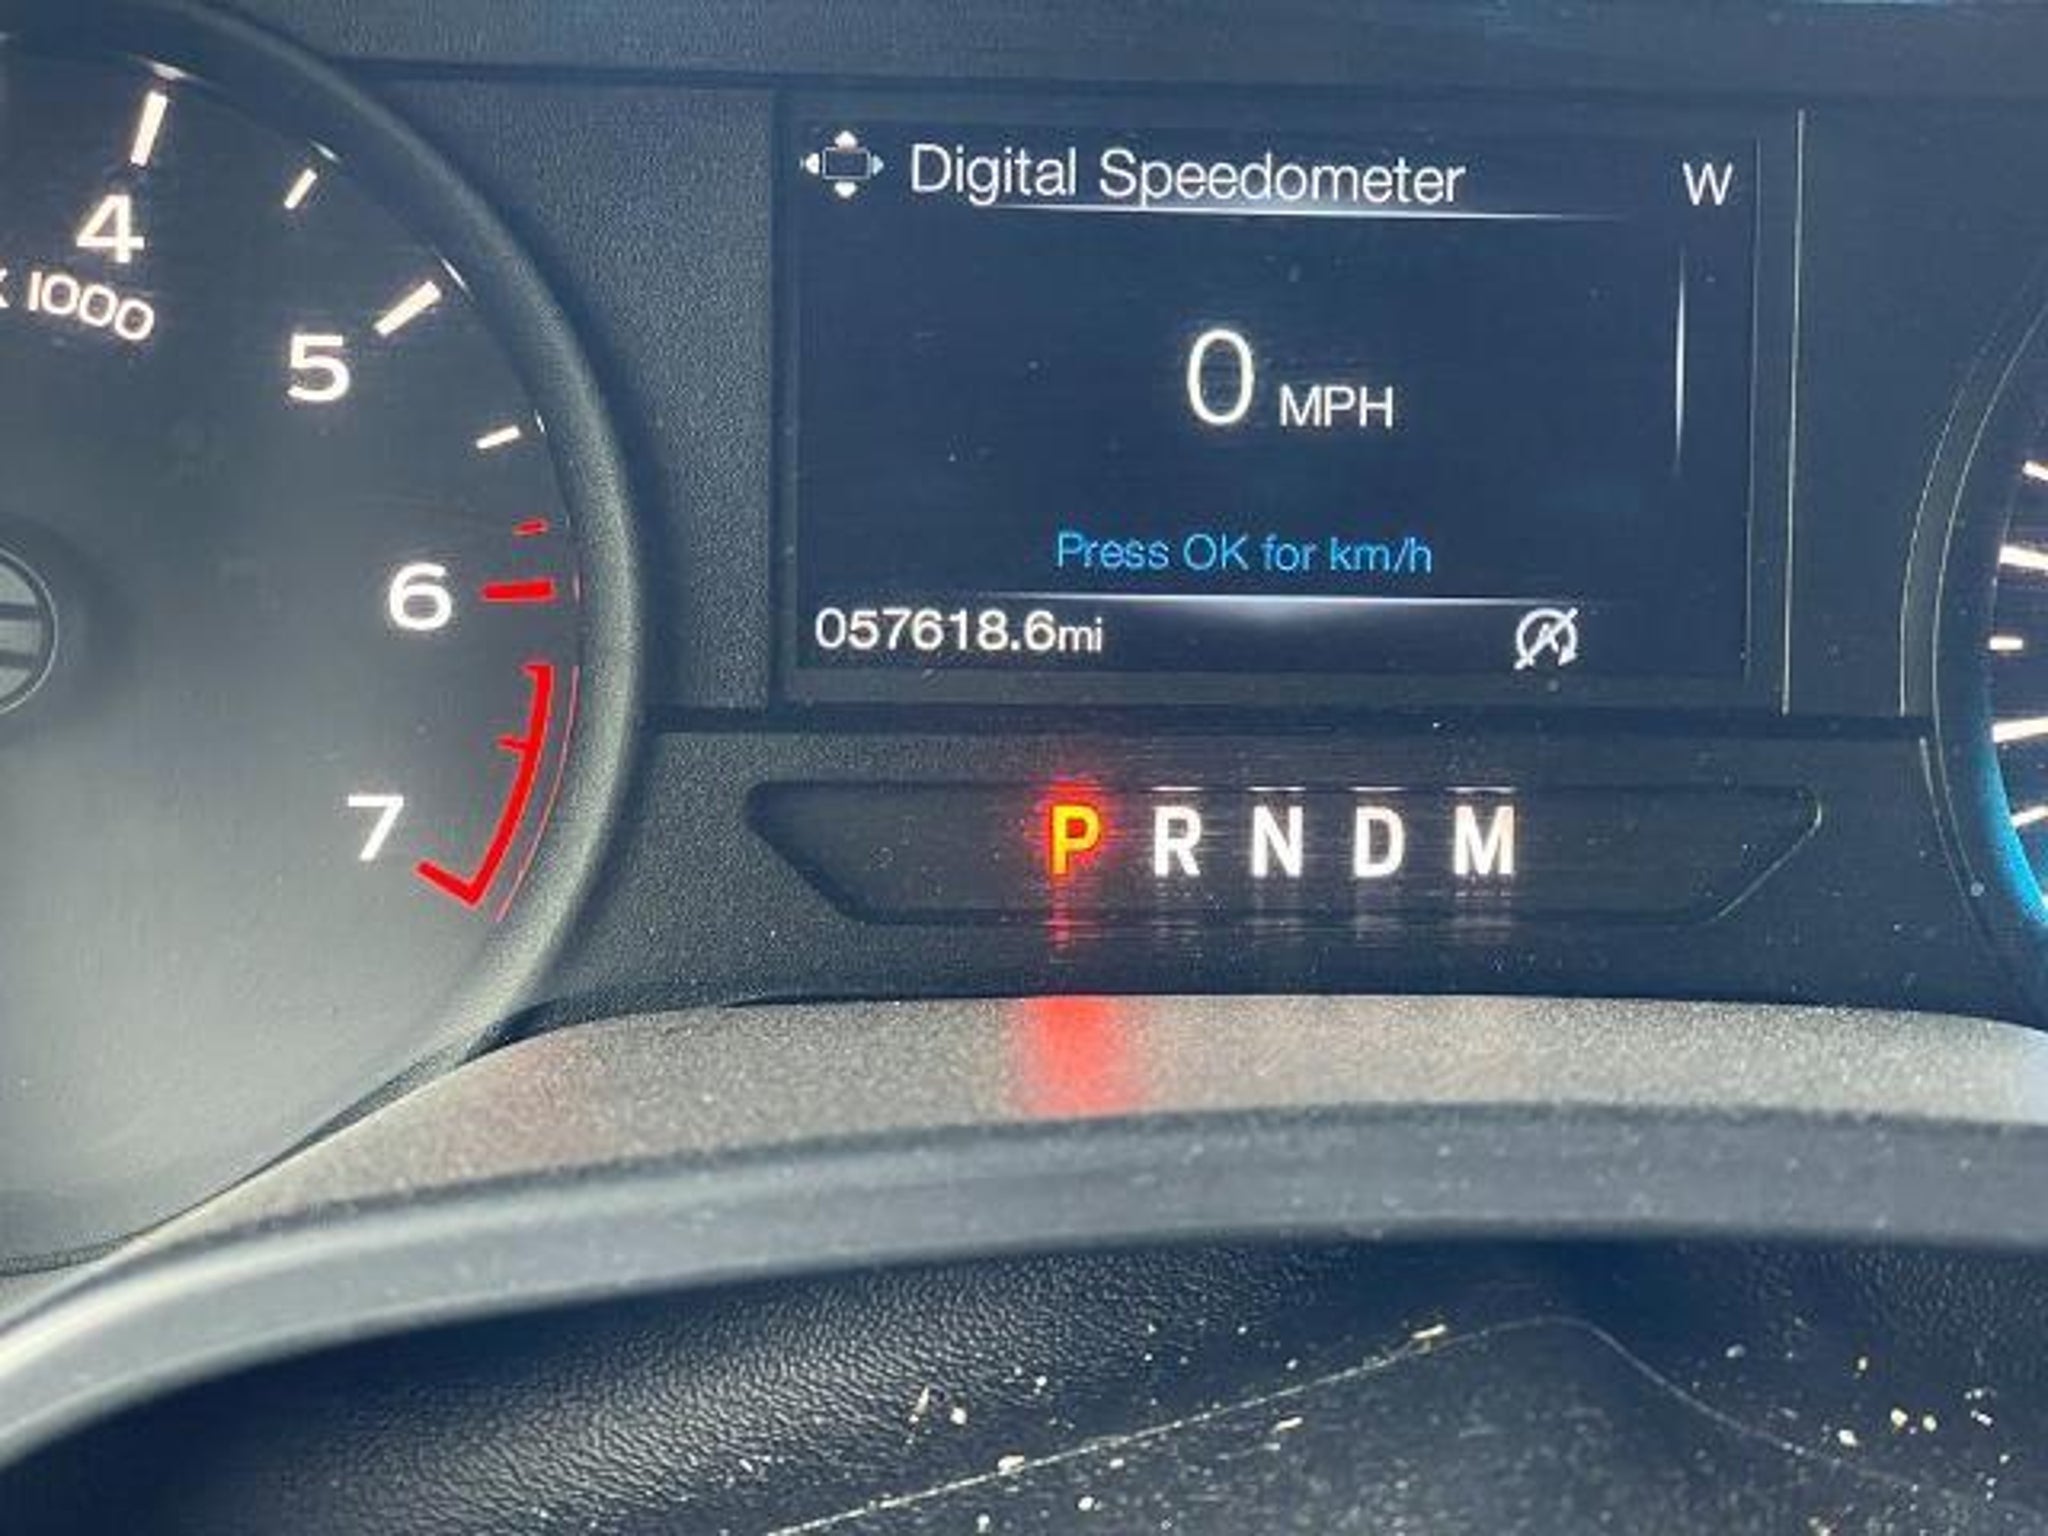 4
X 1000
5
6
7
Digital Speedometer
W
0 MPH
Press OK for km/h
057618.6mi
A
P R N D M